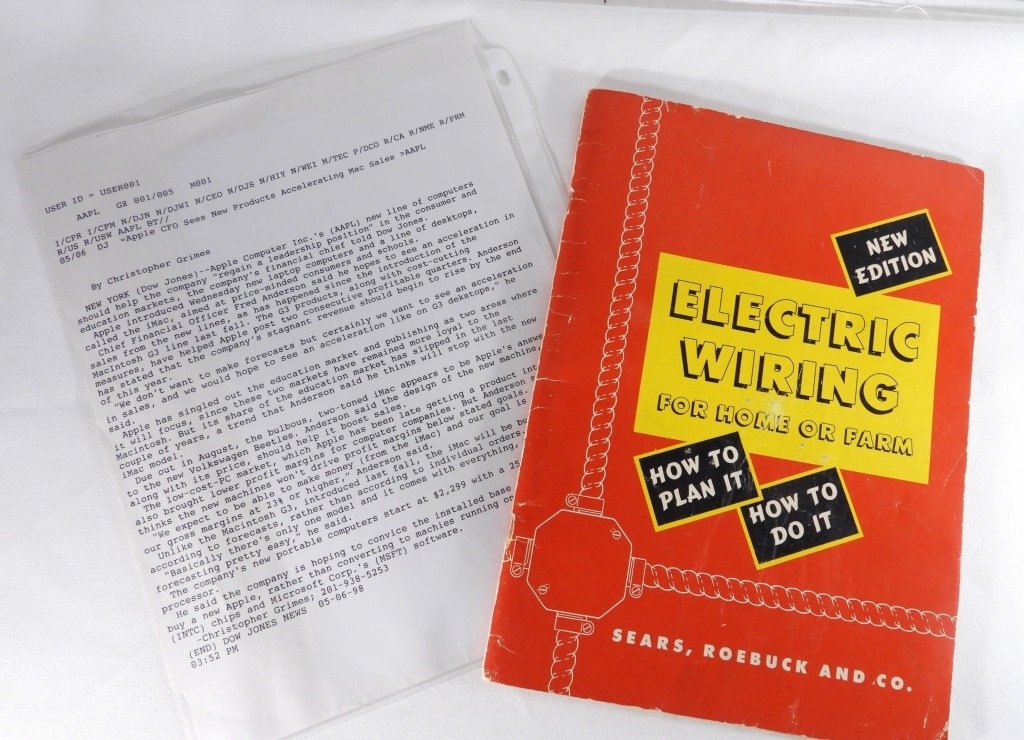 USER ID = USER001
AAPL GZ 001/005 M001
I/CPR I/CPM N/DJN N/DJWI N/CEO N/DJS N/HIY N/WEI M/TEC P/DCO R/CA R/NME R/PRM
R/US R/USW AAPL BT//
05/06 DJ =Apple CFO Sees New Products Accelerating Mac Sales >AAPL
By Christopher Grimes
NEW YORK (Dow Jones)--Apple Computer Inc.'s (AAPL) new line of computers
should help the company "regain a leadership position" in the consumer and
education markets, the company's financial chief told Dow Jones.
Apple introduced Wednesday new laptop computers and a line of desktops,
called the iMac, aimed at price-minded consumers and schools.
Chief Financial Officer Fred Anderson said he hopes to see an acceleration in
sales from the new lines, as happened since the introduction of the
Macintosh G3 line last fall. The G3 products, along with cost-cutting
measures, have helped Apple post two consecutive profitable quarters. Anderson
has stated that the company's stagnant revenue should begin to rise by the end
of this year.
"We don't want to make forecasts but certainly we want to see an acceleration
in sales, and we would hope to see an acceleration like on G3 dekstops," he
said.
Apple has singled out the education market and publishing as two areas where
it will focus, since these two markets have remained more loyal to the
Macintosh. But its share of the education market has slipped in the last
couple of years, a trend that Anderson said he thinks will stop with the new
iMac model.
Due out in August, the bulbous, two-toned iMac appears to be Apple's answe
to the new Volkswagen Beetles. Anderson said the design of the new machine,
along with its price, should help it boost sales.
The low-cost-PC market, which Apple has been late getting a product int
also brought lower profit margins for computer companies. But Anderson s
thinks the new machines won't drive profit margins below stated goals.
"We expect to be able to make money (from the iMac) and our goal is
our gross margins at 23% or higher," Anderson said.
Unlike the Macintosh G3, introduced last fall, the iMac will be bu
according to forecasts, rather than according to individual orders.
"Basically there's only one model and it comes with everything,
forecasting pretty easy," he said.
The company's new portable computers start at $2,299 with a 25
processor.
He said the company is hoping to convice the installed base
buy a new Apple, rather than converting to machies running on
(INTC) chips and Microsoft Corp.'s (MSFT) software.
-Christopher Grimes; 201-938-5253
(END) DOW JONES NEWS 05-06-98
03:52 PM
NEW
EDITION
ELECTRIC
WIRING
FOR HOME OR FARM
HOW TO
PLAN IT
HOW TO
DO IT
SEARS, ROEBUCK AND CO.